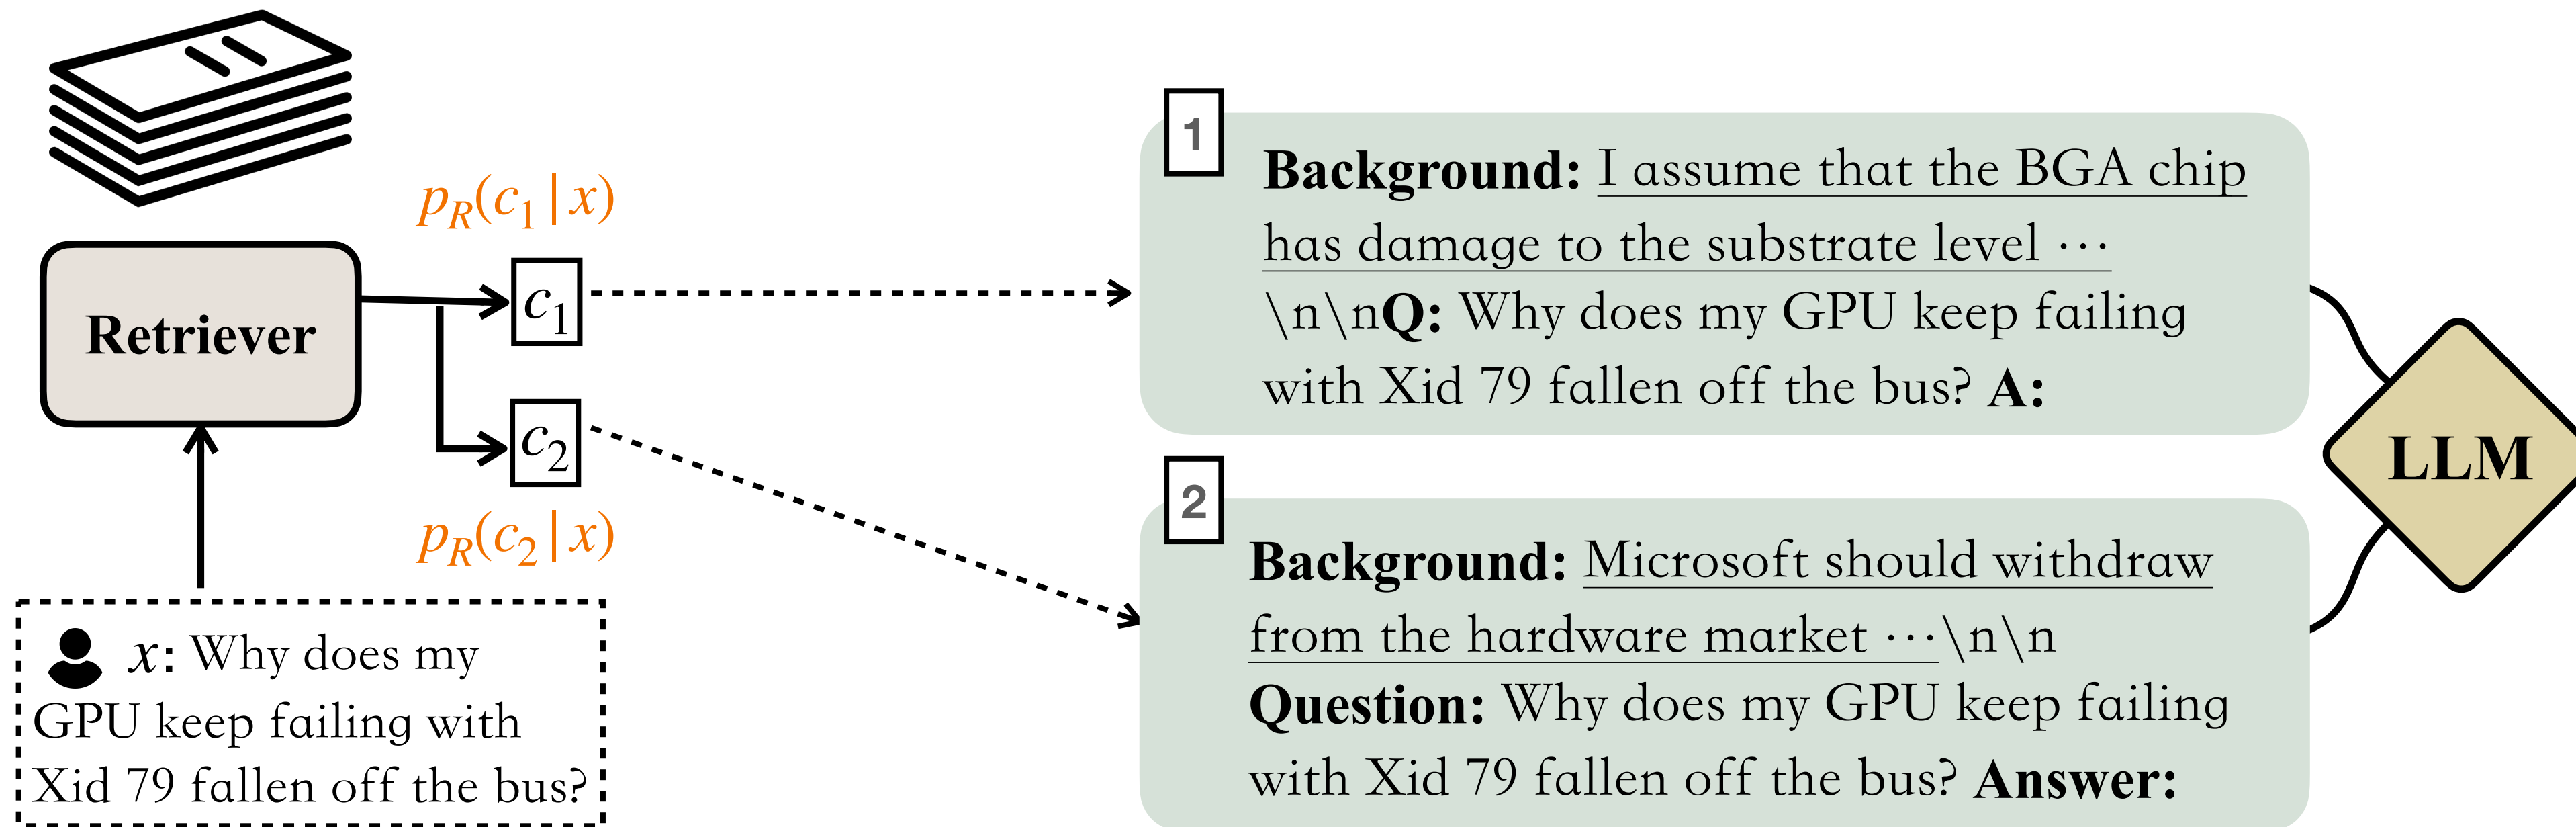 p_R(c_1 | x)
Retriever
c_1
c_2
p_R(c_2 | x)
x: Why does my
GPU keep failing with
Xid 79 fallen off the bus?
1
Background: I assume that the BGA chip
has damage to the substrate level ···
\n\nQ: Why does my GPU keep failing
with Xid 79 fallen off the bus? A:
2
Background: Microsoft should withdraw
from the hardware market ···\n\n
Question: Why does my GPU keep failing
with Xid 79 fallen off the bus? Answer:
LLM